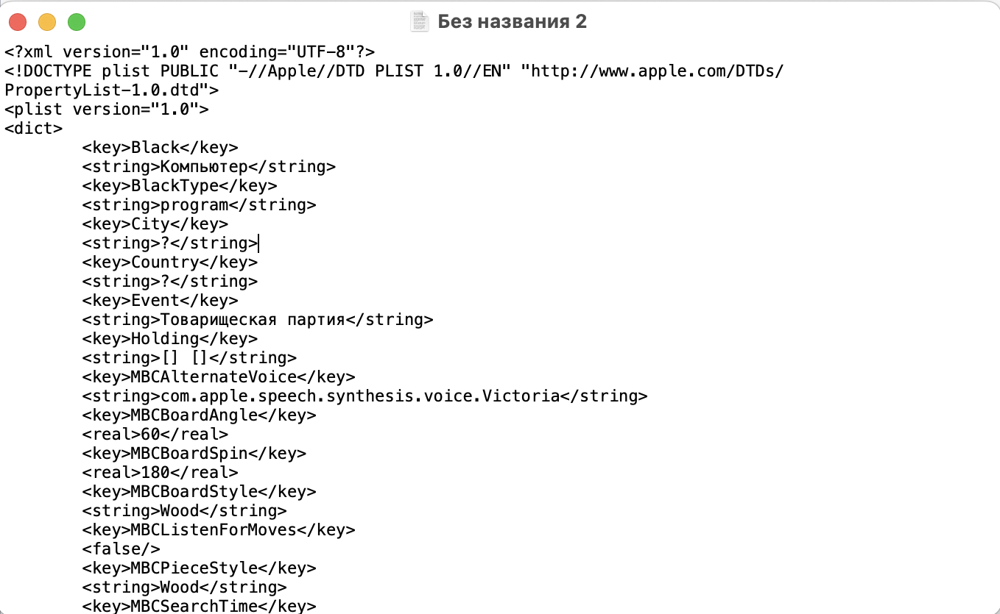 Без названия 2
<?xml version="1.0" encoding="UTF-8"?>
<!DOCTYPE plist PUBLIC "-//Apple//DTD PLIST 1.0//EN" "http://www.apple.com/DTDs/
PropertyList-1.0.dtd">
<plist version="1.0">
<dict>
	<key>Black</key>
	<string>Компьютер</string>
	<key>BlackType</key>
	<string>program</string>
	<key>City</key>
	<string>?</string>
	<key>Country</key>
	<string>?</string>
	<key>Event</key>
	<string>Товарищеская партия</string>
	<key>Holding</key>
	<string>[] []</string>
	<key>MBCAlternateVoice</key>
	<string>com.apple.speech.synthesis.voice.Victoria</string>
	<key>MBCBoardAngle</key>
	<real>60</real>
	<key>MBCBoardSpin</key>
	<real>180</real>
	<key>MBCBoardStyle</key>
	<string>Wood</string>
	<key>MBCListenForMoves</key>
	<false/>
	<key>MBCPieceStyle</key>
	<string>Wood</string>
	<key>MBCSearchTime</key>